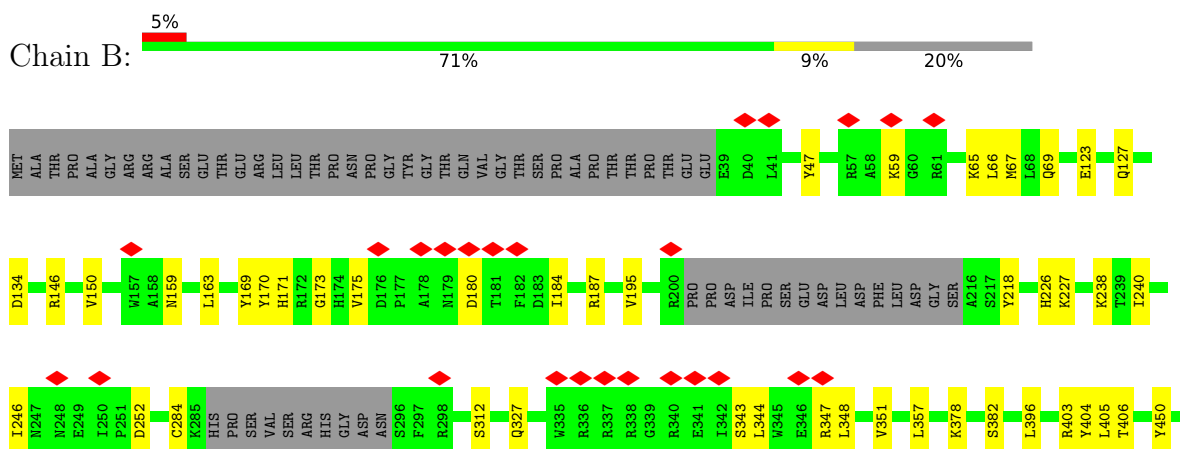 5%
Chain B:
71% 9% 20%
MET ALA THR PRO ALA GLY ARG ARG ALA SER GLU THR GLU ARG LEU LEU THR PRO ASN PRO GLY TYR GLY THR GLN VAL GLY THR SER PRO ALA PRO THR THR PRO THR GLU GLU E39 D40 L41 Y47 R57 A58 K59 G60 R61 K65 L66 M67 L68 Q69 E123 Q127
D134 R146 V150 W157 A158 N159 L163 Y169 Y170 H171 R172 G173 H174 V175 D176 P177 A178 N179 D180 T181 F182 D183 I184 R187 V195 R200 PRO PRO ASP ILE PRO SER GLU ASP LEU ASP PHE LEU ASP GLY SER A216 S217 Y218 H226 K227 K238 T239 I240
I246 N247 N248 E249 I250 P251 D252 C284 K285 HIS PRO SER VAL SER ARG HIS GLY ASP ASN S296 F297 R298 S312 Q327 W335 R336 R337 R338 G339 R340 E341 I342 S343 L344 W345 E346 R347 L348 V351 L357 K378 S382 L396 R403 Y404 L405 T406 Y450